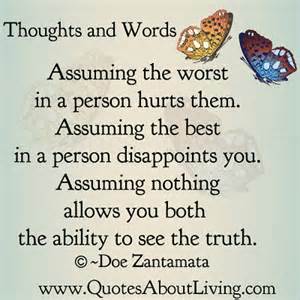 Thoughts and Words
Assuming the worst
in a person hurts them.
Assuming the best
in a person disappoints you.
Assuming nothing
allows you both
the ability to see the truth.
© ~Doe Zantamata
www.QuotesAboutLiving.com